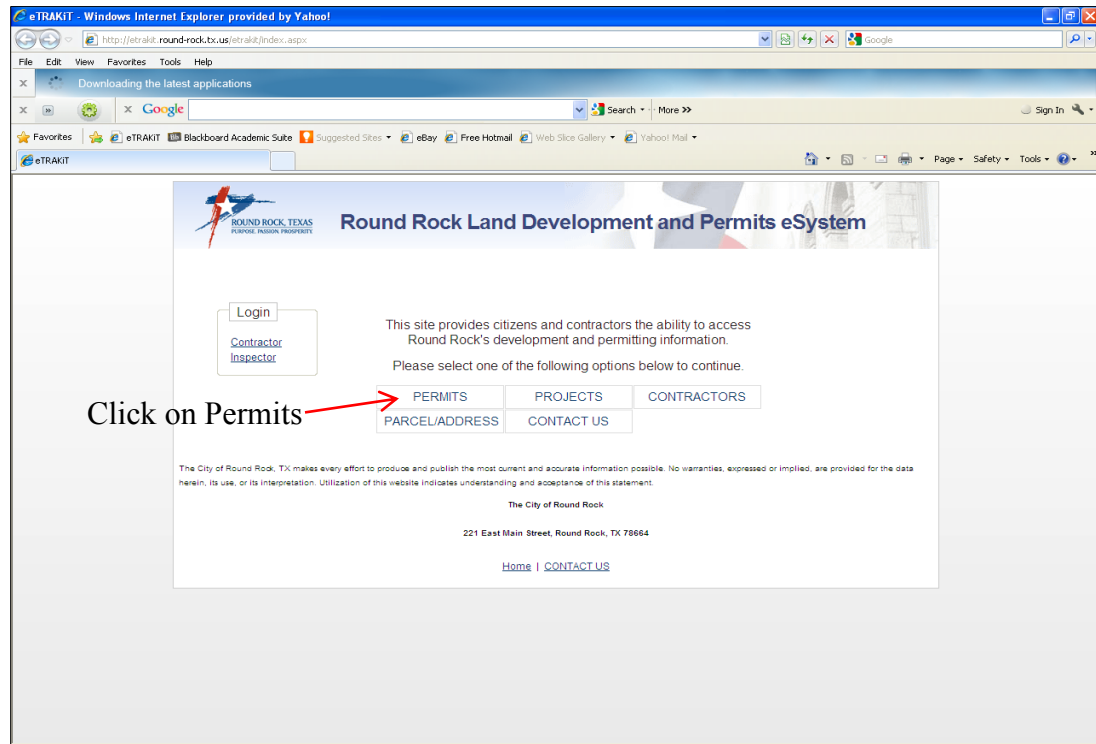 eTRAKiT - Windows Internet Explorer provided by Yahoo!
http://etrakit.round-rock.tx.us/etrakit/index.aspx
Google
File Edit View Favorites Tools Help
x Downloading the latest applications
x » x Google Search More >> Sign In
Favorites eTRAKiT Blackboard Academic Suite Suggested Sites eBay Free Hotmail Web Slice Gallery Yahoo! Mail
eTRAKiT Page Safety Tools »
ROUND ROCK, TEXAS
PURPOSE. PASSION. PROSPERITY.
Round Rock Land Development and Permits eSystem
Login
Contractor
Inspector
This site provides citizens and contractors the ability to access
Round Rock's development and permitting information.
Please select one of the following options below to continue.
Click on Permits
PERMITS PROJECTS CONTRACTORS
PARCEL/ADDRESS CONTACT US
The City of Round Rock, TX makes every effort to produce and publish the most current and accurate information possible. No warranties, expressed or implied, are provided for the data
herein, its use, or its interpretation. Utilization of this website indicates understanding and acceptance of this statement.
The City of Round Rock
221 East Main Street, Round Rock, TX 78664
Home | CONTACT US